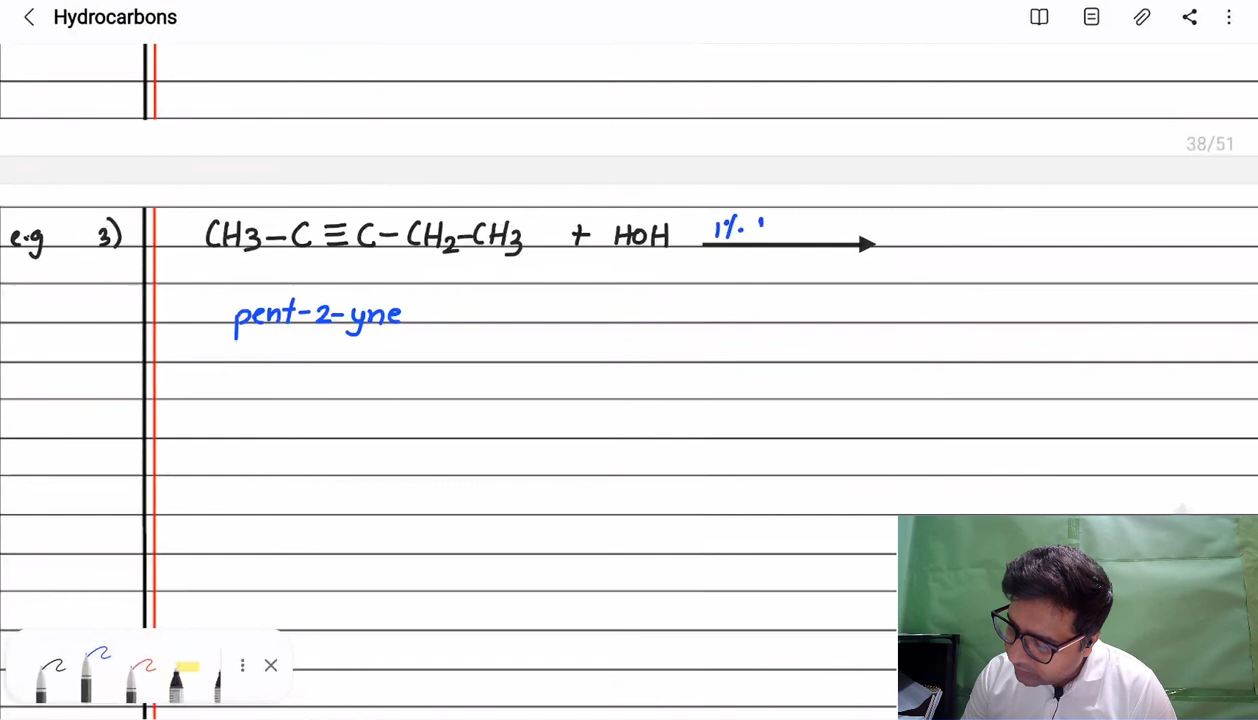 Hydrocarbons
38/51
e.g 3) CH3-C≡C-CH2-CH3 + HOH 1%.
pent-2-yne